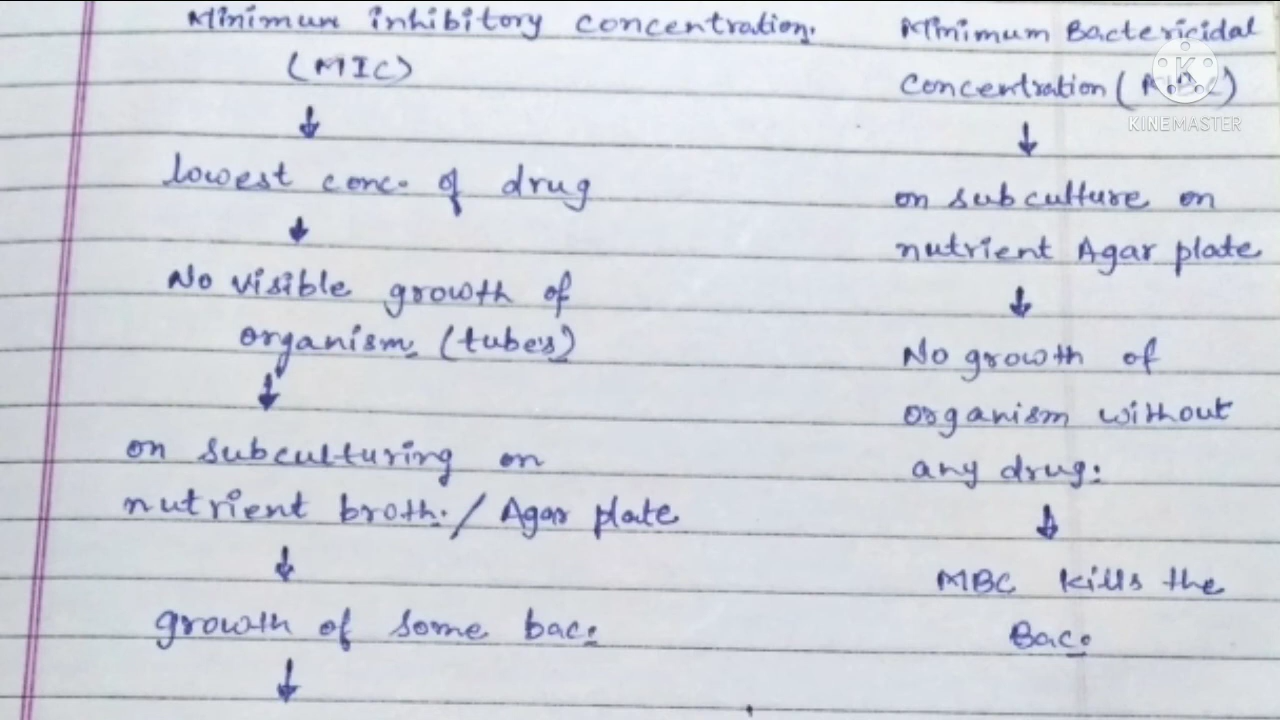 Minimum inhibitory concentration.
(MIC)
↓
lowest conc. of drug
↓
No visible growth of
organism (tubes)
↓
on subculturing on
nutrient broth. / Agar plate
↓
growth of some bac.
↓
Minimum Bactericidal
Concentration (MBC)
↓
on subculture on
nutrient Agar plate
↓
No growth of
organism without
any drug.
↓
MBC kills the
Bac.
K
KINEMASTER